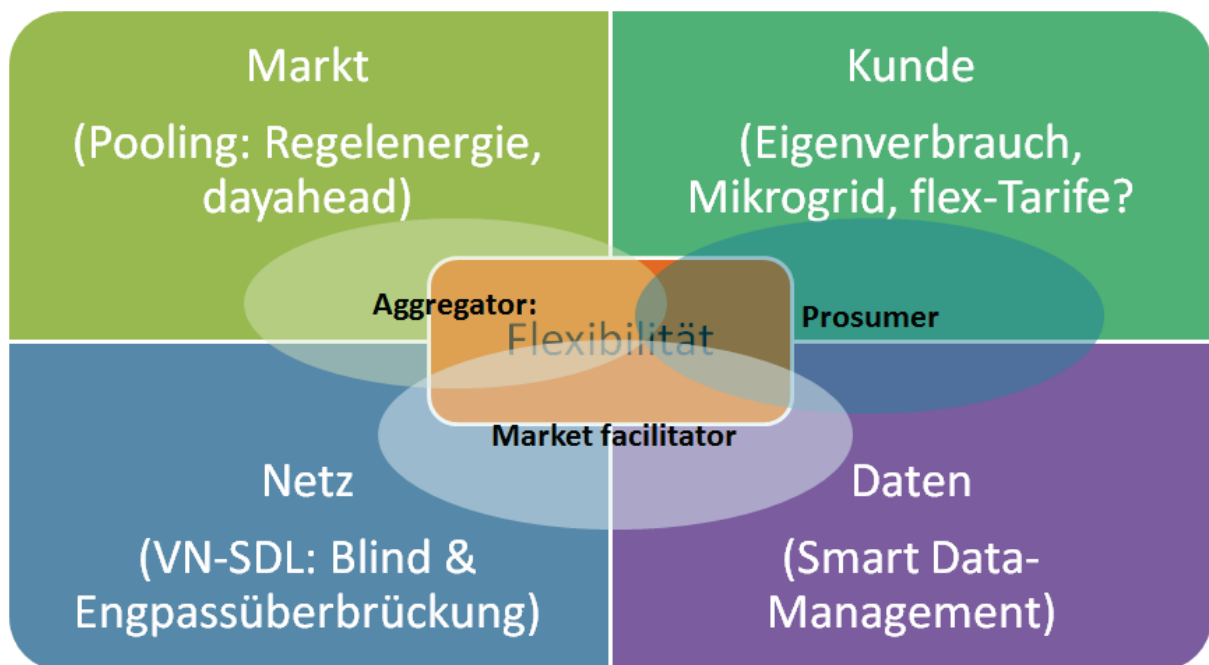 Markt
(Pooling: Regelenergie,
dayahead)
Kunde
(Eigenverbrauch,
Mikrogrid, flex-Tarife?
Aggregator:
Flexibilität
Prosumer
Market facilitator
Netz
(VN-SDL: Blind &
Engpassüberbrückung)
Daten
(Smart Data-
Management)